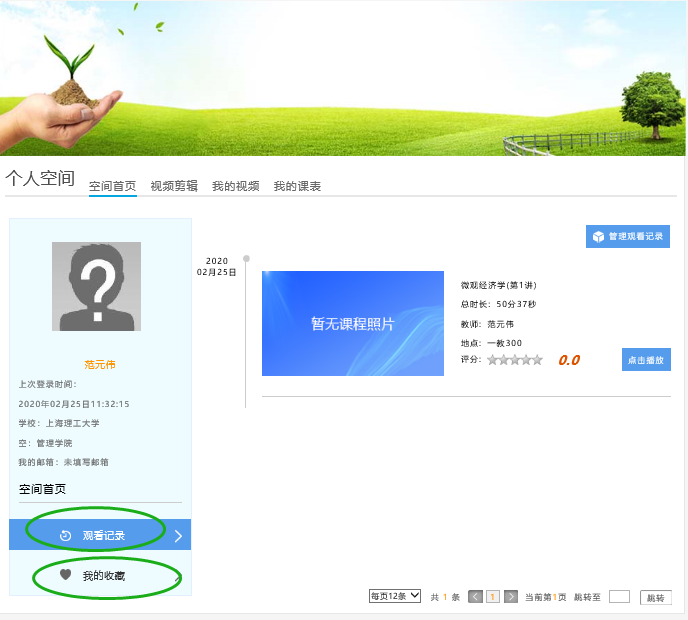 个人空间
空间首页 视频剪辑 我的视频 我的课表
管理观看记录
2020
02月25日
暂无课程照片
微观经济学(第1讲)
总时长：50分37秒
教师：范元伟
地点：一教300
评分： 0.0
点击播放
范元伟
上次登录时间：
2020年02月25日11:32:15
学校：上海理工大学
空：管理学院
我的邮箱：未填写邮箱
空间首页
观看记录
我的收藏
每页12条 共 1 条 < 1 > 当前第1页 跳转至 跳转